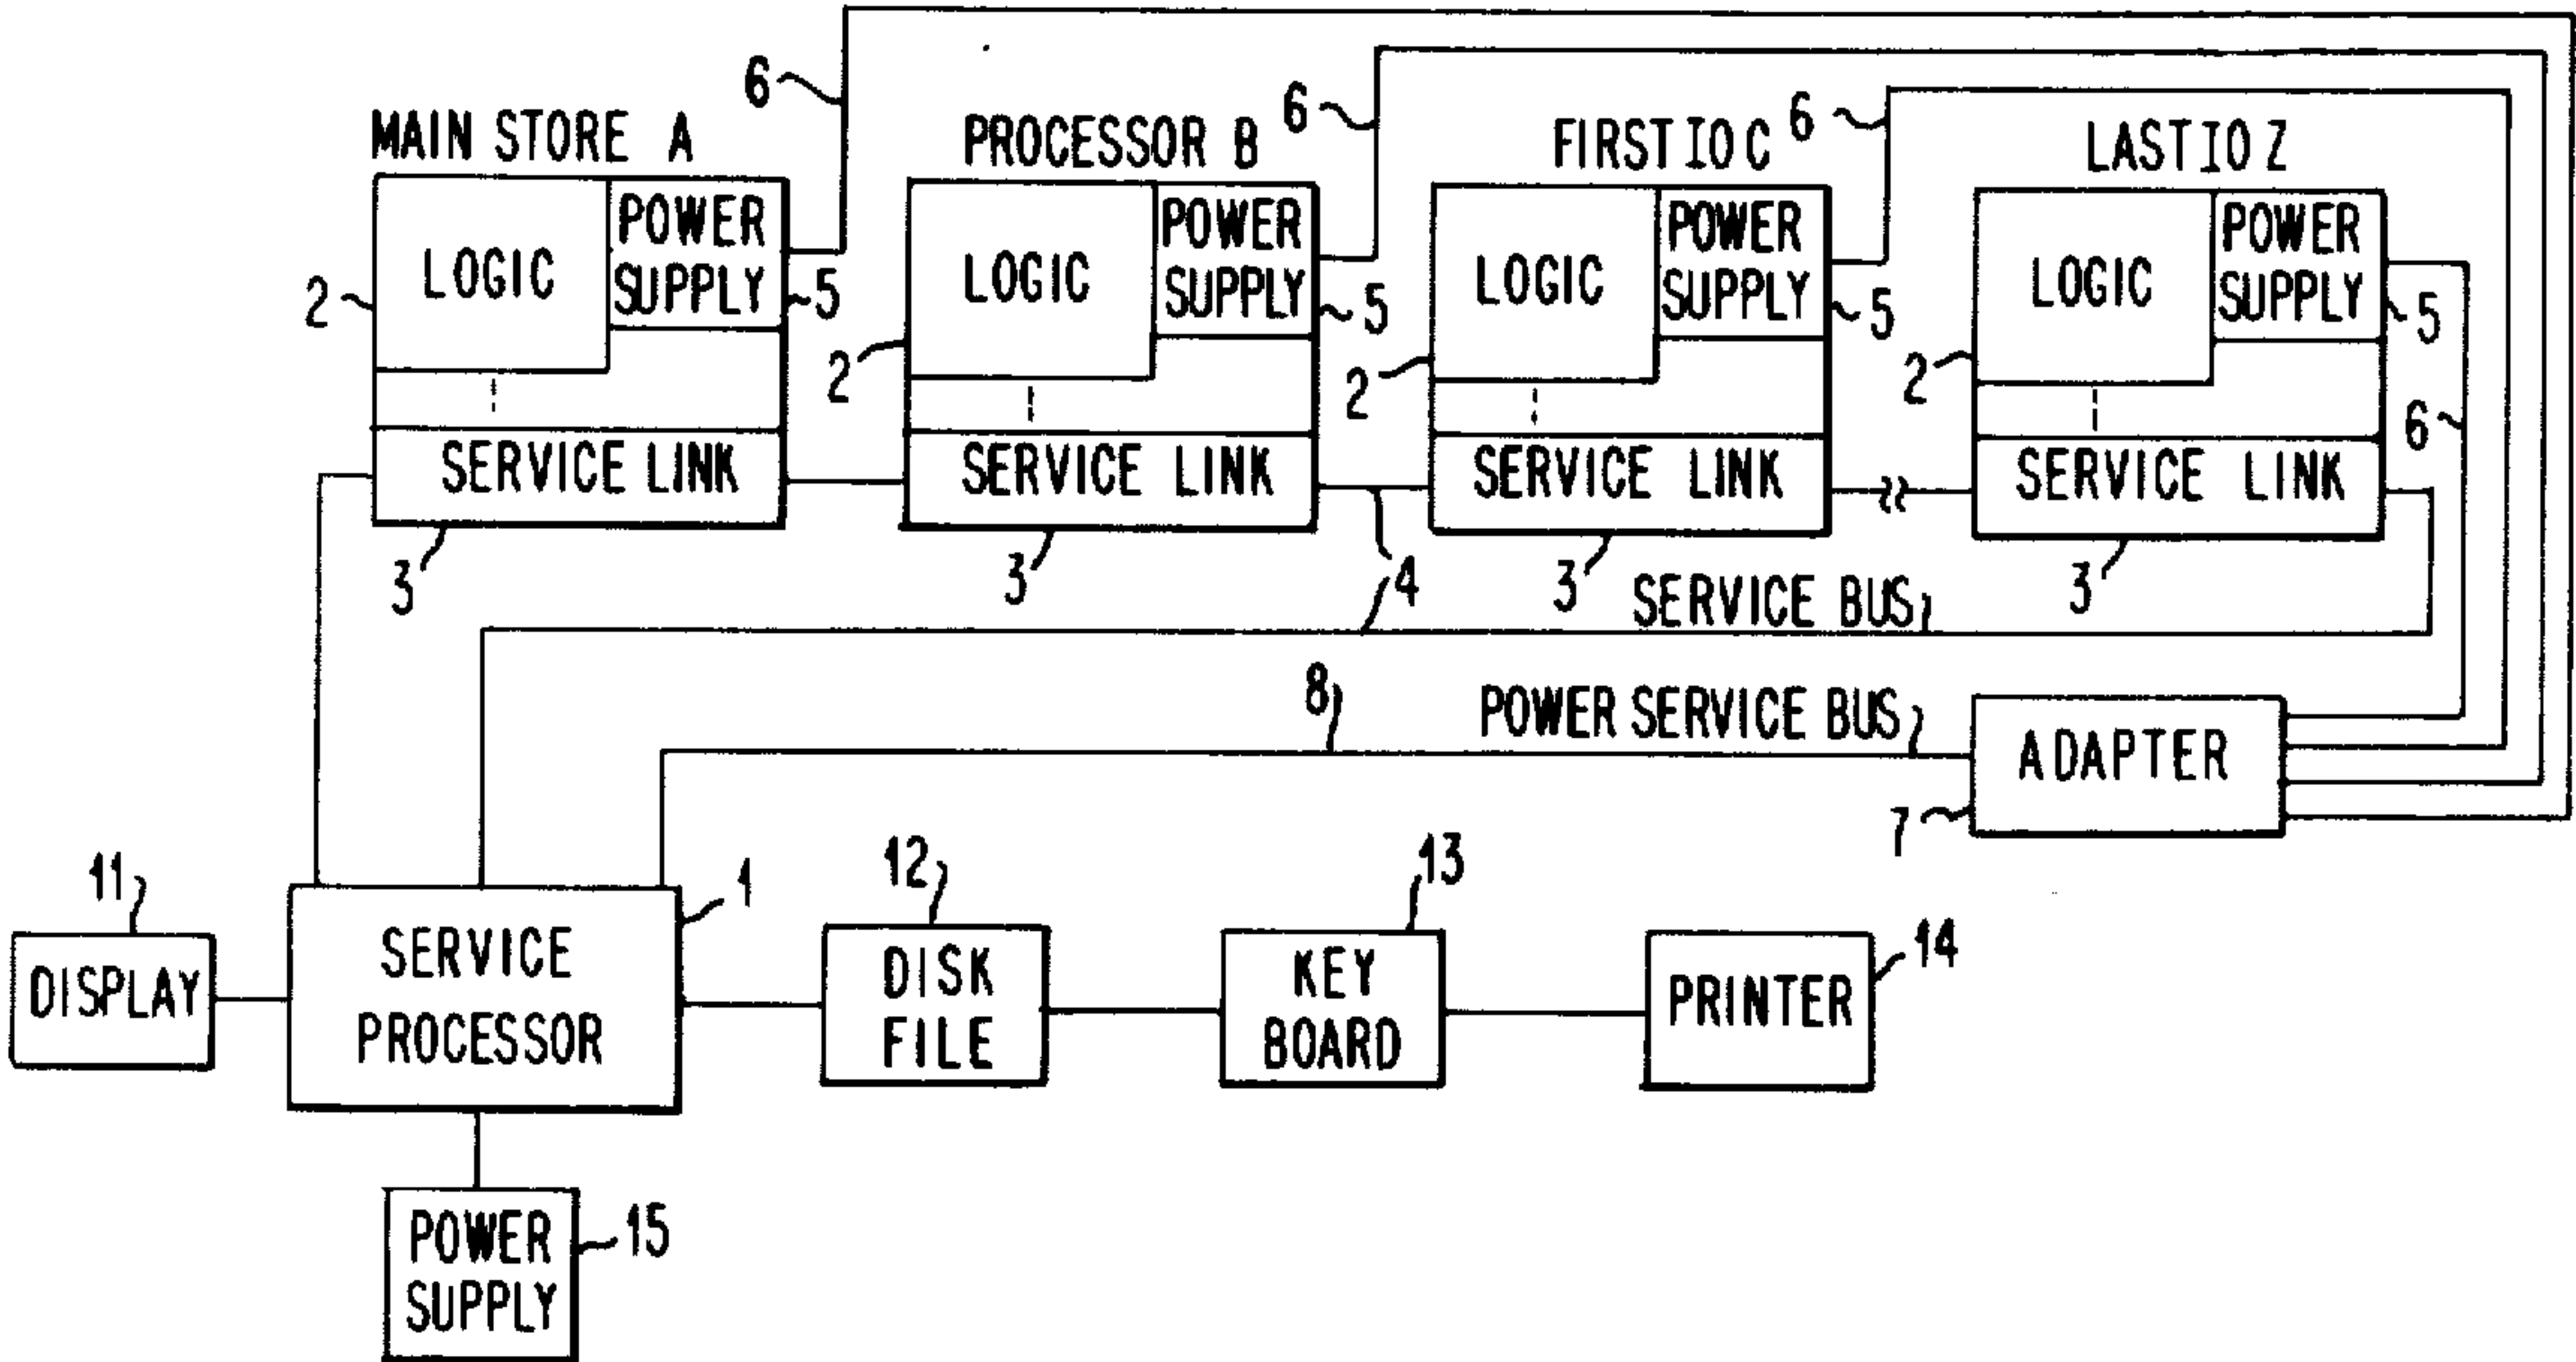 6
6
6
MAIN STORE A
PROCESSOR B
FIRST IO C
LAST IO Z
LOGIC
POWER
SUPPLY
2
5
SERVICE LINK
3
LOGIC
POWER
SUPPLY
2
5
SERVICE LINK
3
4
LOGIC
POWER
SUPPLY
2
5
SERVICE LINK
3
LOGIC
POWER
SUPPLY
2
5
6
SERVICE LINK
3
SERVICE BUS
8
POWER SERVICE BUS
ADAPTER
7
11
DISPLAY
1
SERVICE
PROCESSOR
12
DISK
FILE
13
KEY
BOARD
14
PRINTER
POWER
SUPPLY
15